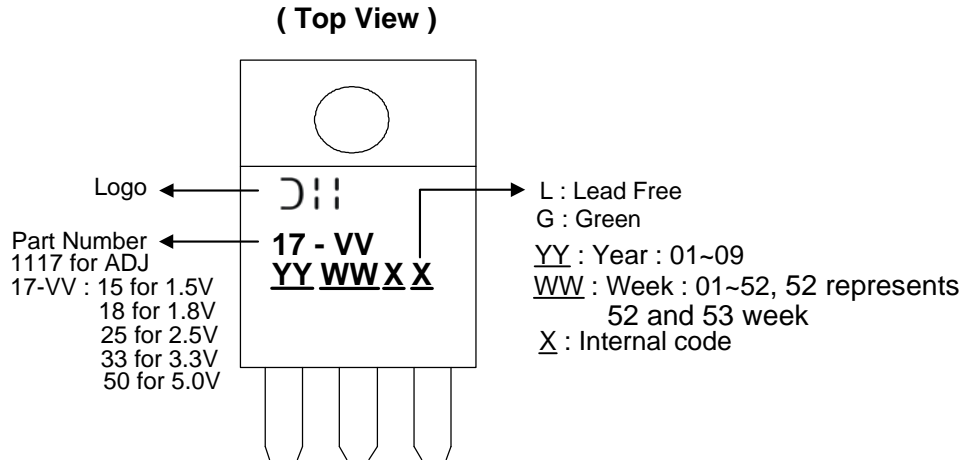 ( Top View )
Logo
Part Number
1117 for ADJ
17-VV : 15 for 1.5V
18 for 1.8V
25 for 2.5V
33 for 3.3V
50 for 5.0V
17 - VV
YY WW X X
L : Lead Free
G : Green
YY : Year : 01~09
WW : Week : 01~52, 52 represents
52 and 53 week
X : Internal code